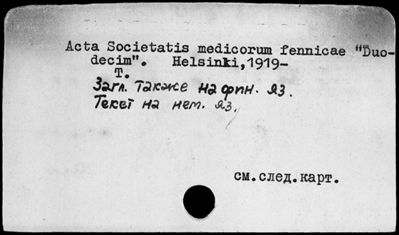 Acta Societatis medicorum fennicae "Duo-
decim". Helsinki, 1919-
T.
Загл. также на фин. яз.
Текст на нем. яз.
см.след.карт.